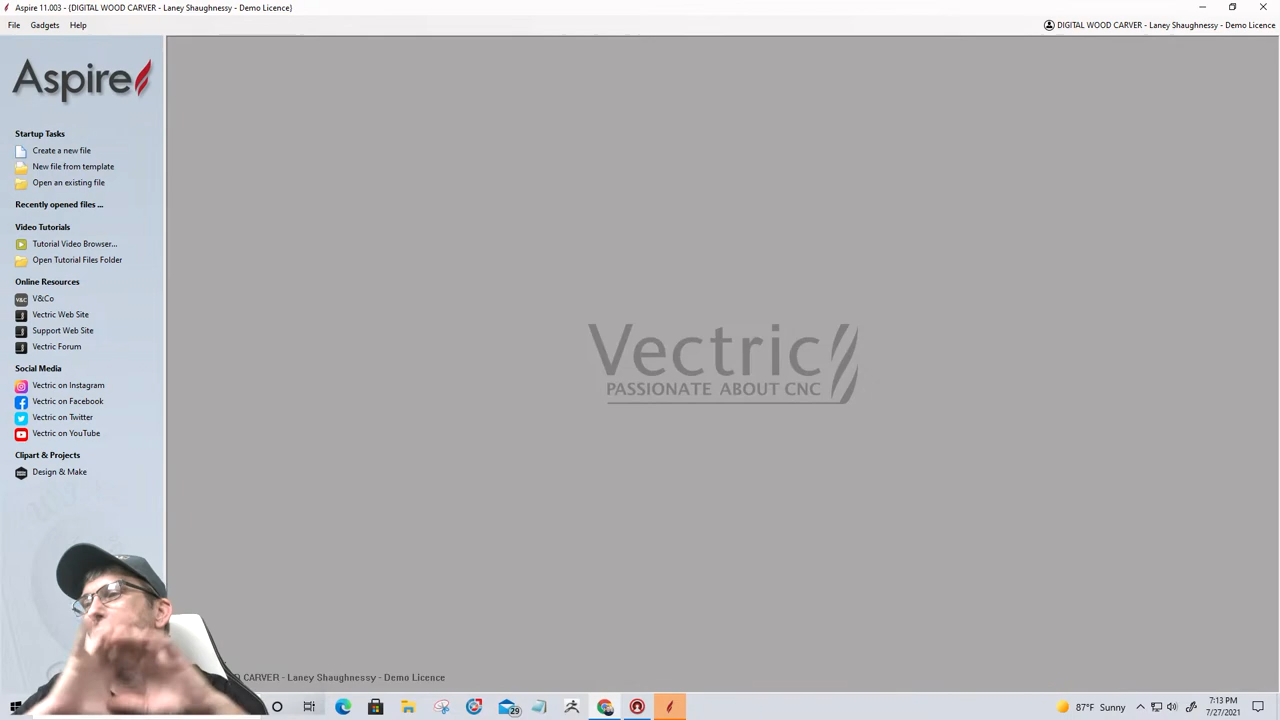 Aspire 11.003 - {DIGITAL WOOD CARVER - Laney Shaughnessy - Demo Licence}
File Gadgets Help
DIGITAL WOOD CARVER - Laney Shaughnessy - Demo Licence
Aspire
Startup Tasks
Create a new file
New file from template
Open an existing file
Recently opened files ...
Video Tutorials
Tutorial Video Browser...
Open Tutorial Files Folder
Online Resources
V&Co
V&Co
Vectric Web Site
Support Web Site
Vectric Forum
Social Media
Vectric on Instagram
Vectric on Facebook
Vectric on Twitter
Vectric on YouTube
Clipart & Projects
Design & Make
Vectric
PASSIONATE ABOUT CNC
CARVER - Laney Shaughnessy - Demo Licence
29
87°F Sunny
7:13 PM
7/27/2021